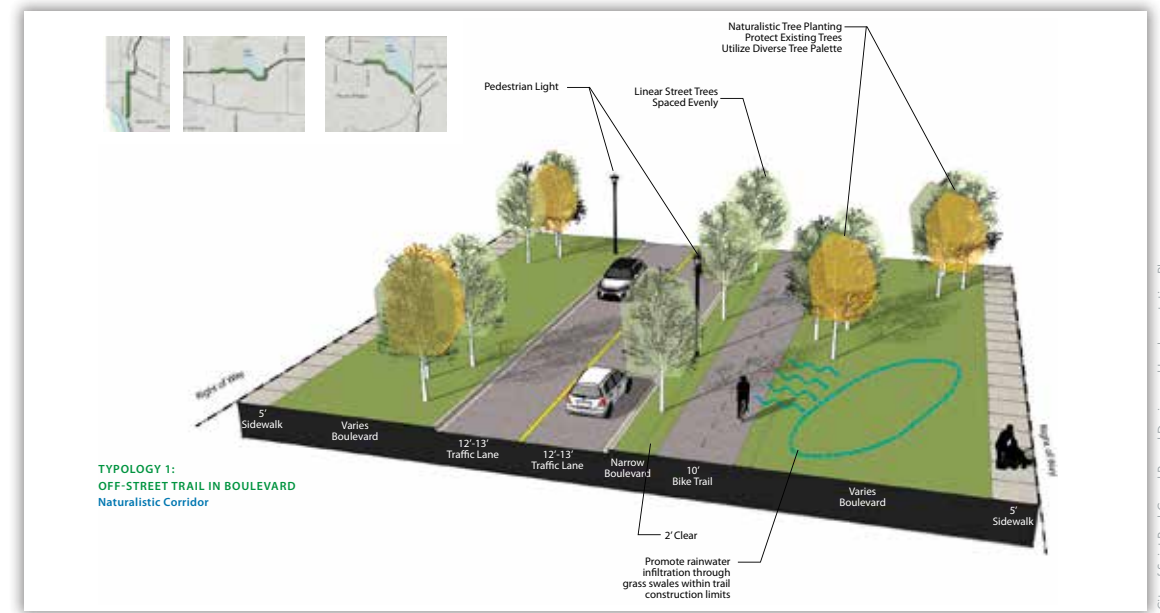 Naturalistic Tree Planting
Protect Existing Trees
Utilize Diverse Tree Palette
Pedestrian Light
Linear Street Trees
Spaced Evenly
Right of Way
Right of Way
5'
Sidewalk
Varies
Boulevard
12'-13'
Traffic Lane
12'-13'
Traffic Lane
Narrow
Boulevard
10'
Bike Trail
Varies
Boulevard
5'
Sidewalk
TYPOLOGY 1:
OFF-STREET TRAIL IN BOULEVARD
Naturalistic Corridor
2' Clear
Promote rainwater
infiltration through
grass swales within trail
construction limits